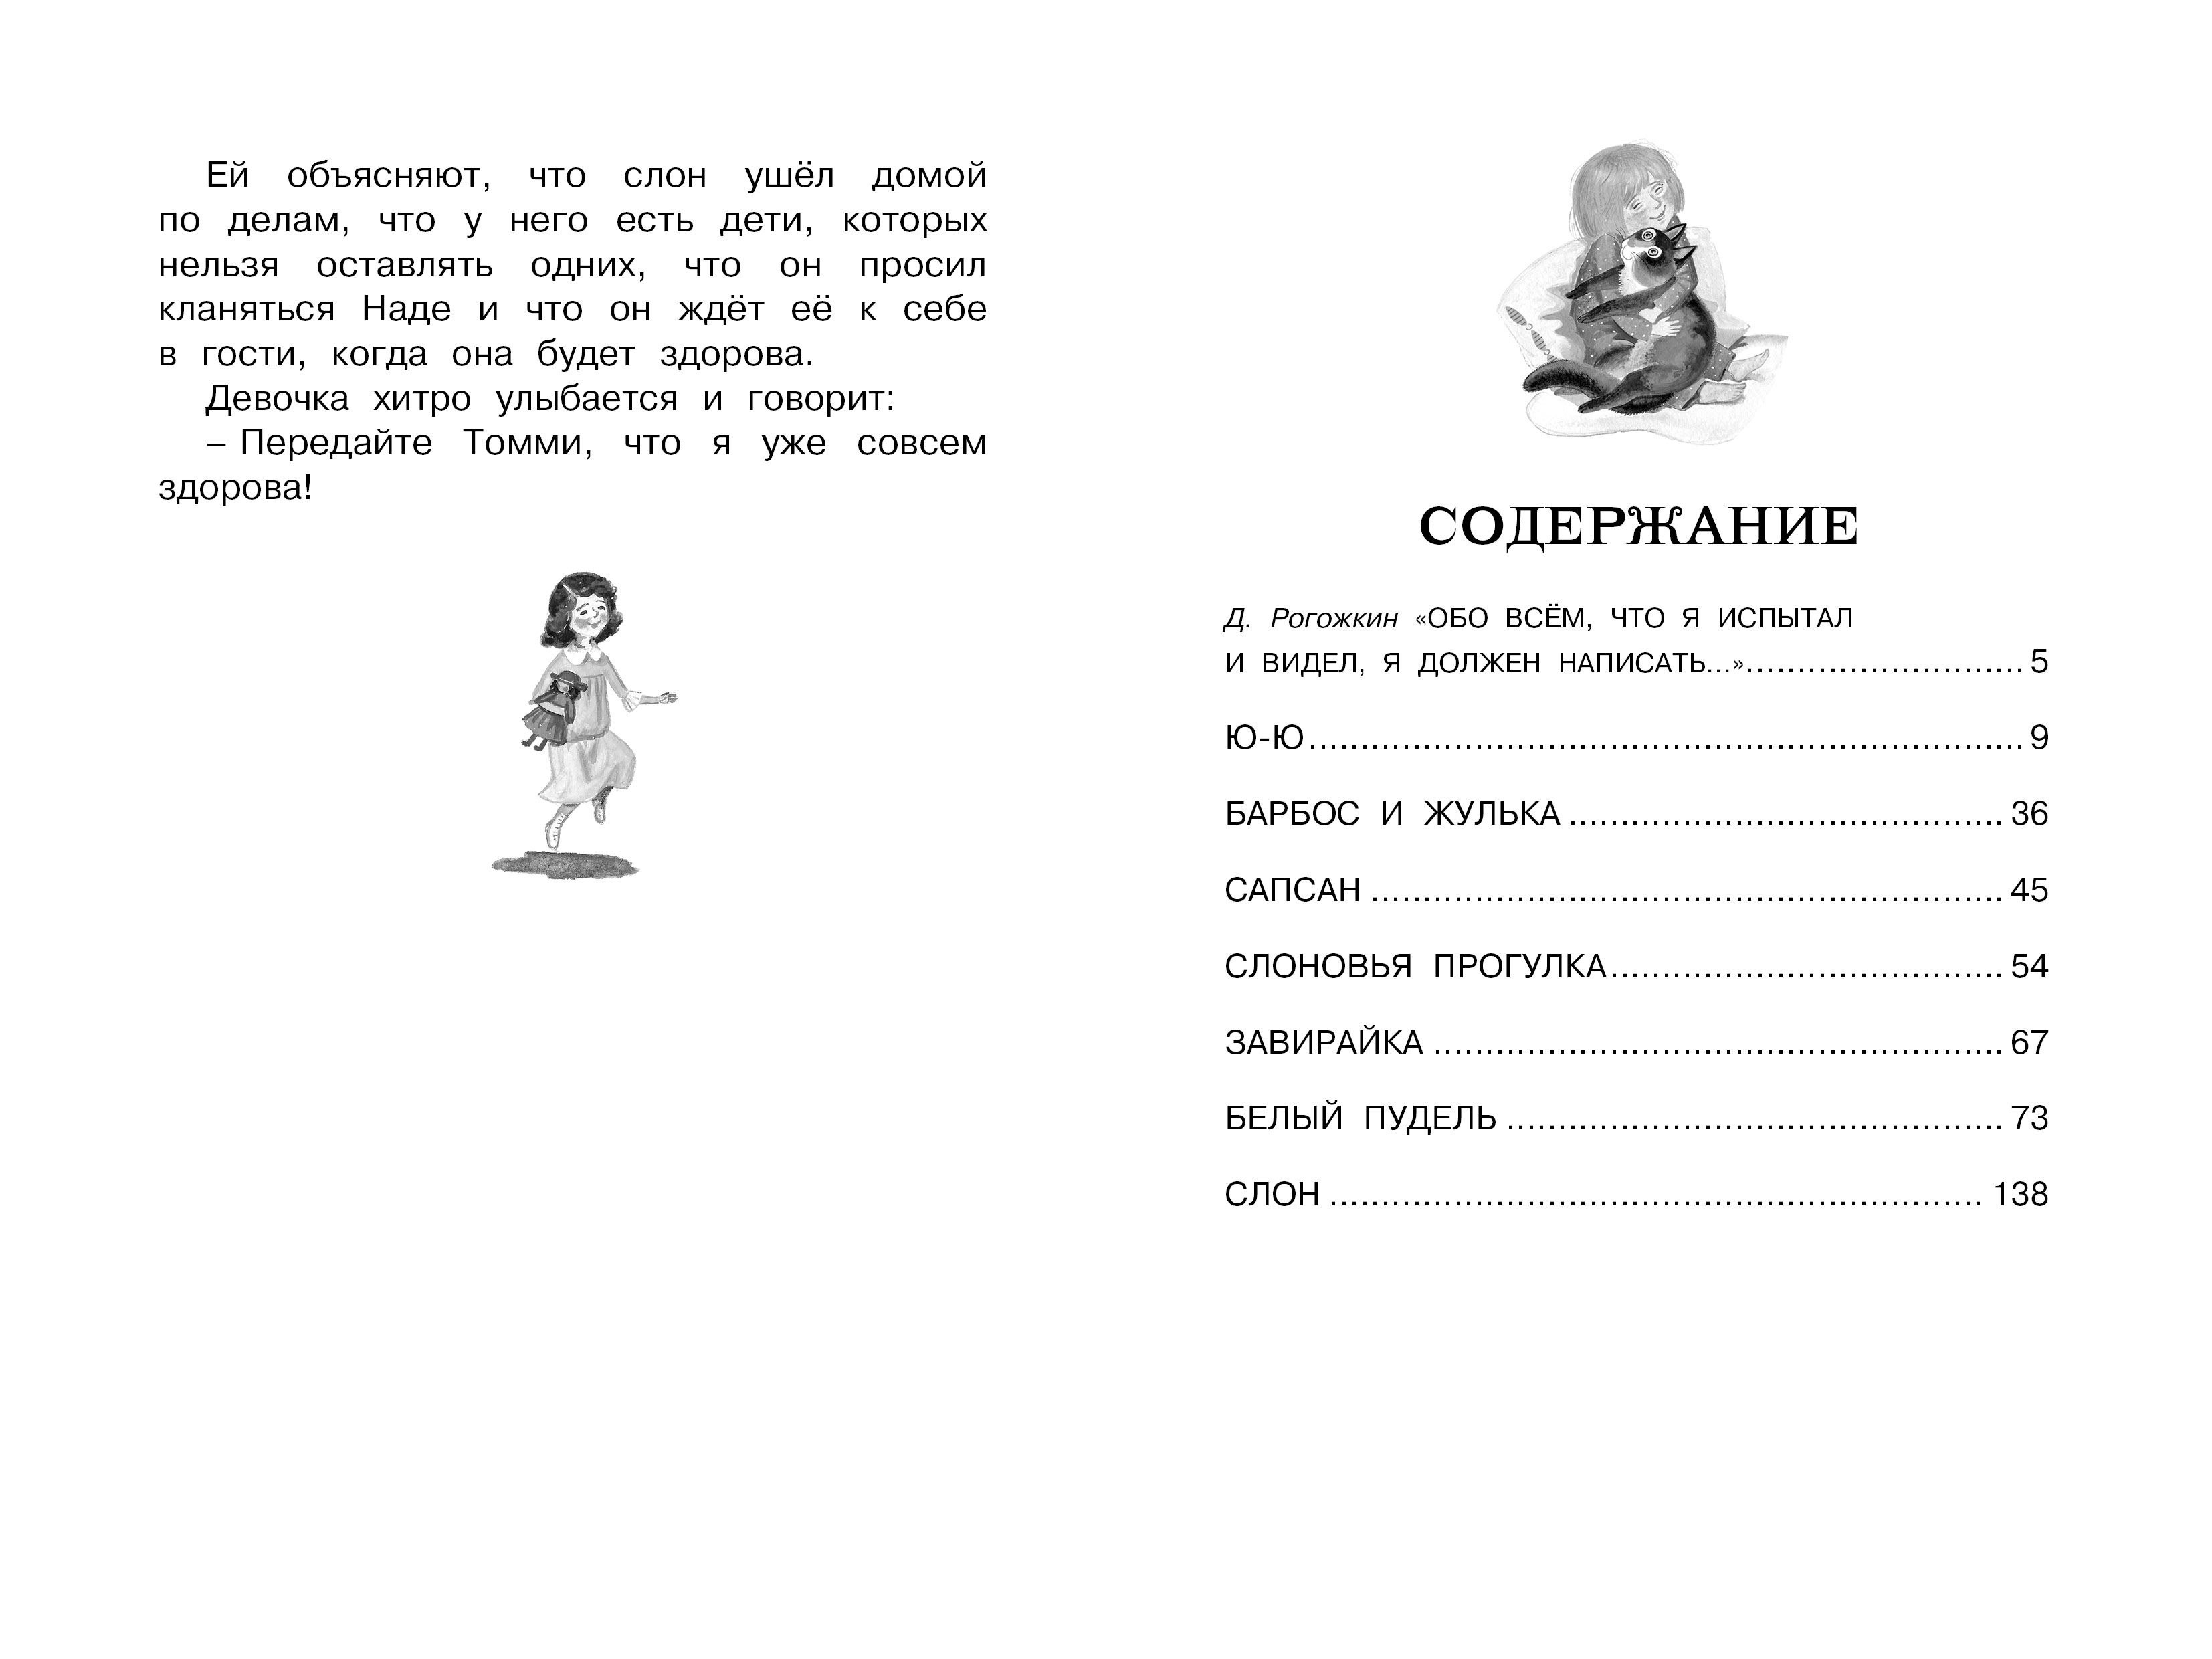 Ей объясняют, что слон ушёл домой
по делам, что у него есть дети, которых
нельзя оставлять одних, что он просил
кланяться Наде и что он ждёт её к себе
в гости, когда она будет здорова.
Девочка хитро улыбается и говорит:
– Передайте Томми, что я уже совсем
здорова!
СОДЕРЖАНИЕ
Д. Рогожкин «ОБО ВСЁМ, ЧТО Я ИСПЫТАЛ
И ВИДЕЛ, Я ДОЛЖЕН НАПИСАТЬ...»........................... 5
Ю-Ю..................................................................... 9
БАРБОС И ЖУЛЬКА .......................................... 36
САПСАН ............................................................. 45
СЛОНОВЬЯ ПРОГУЛКА...................................... 54
ЗАВИРАЙКА ....................................................... 67
БЕЛЫЙ ПУДЕЛЬ ................................................ 73
СЛОН ............................................................... 138